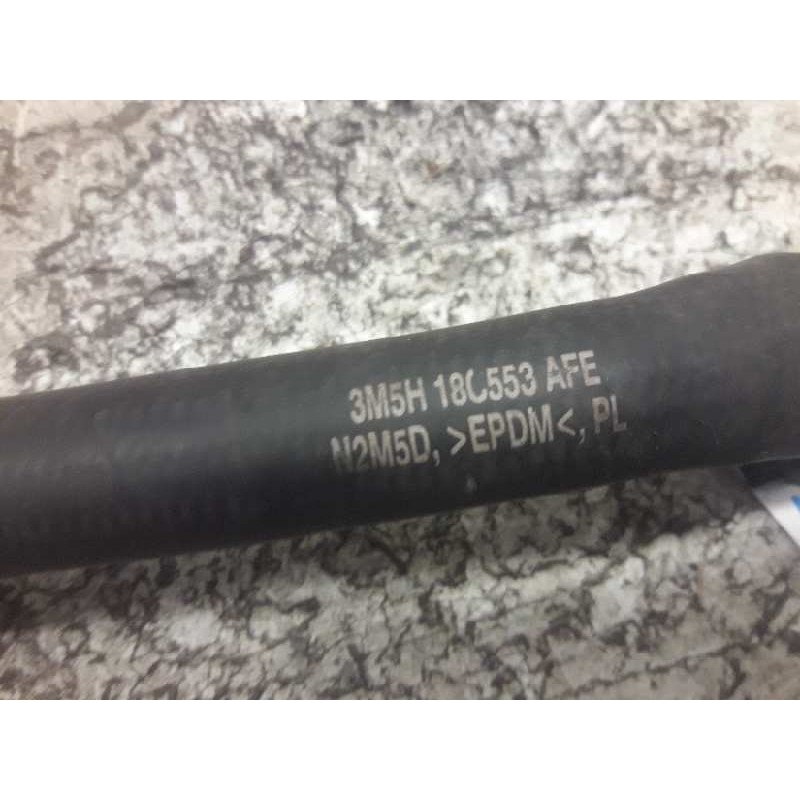 3M5H 18C553 AFE
N2M5D, >EPDM<, PL